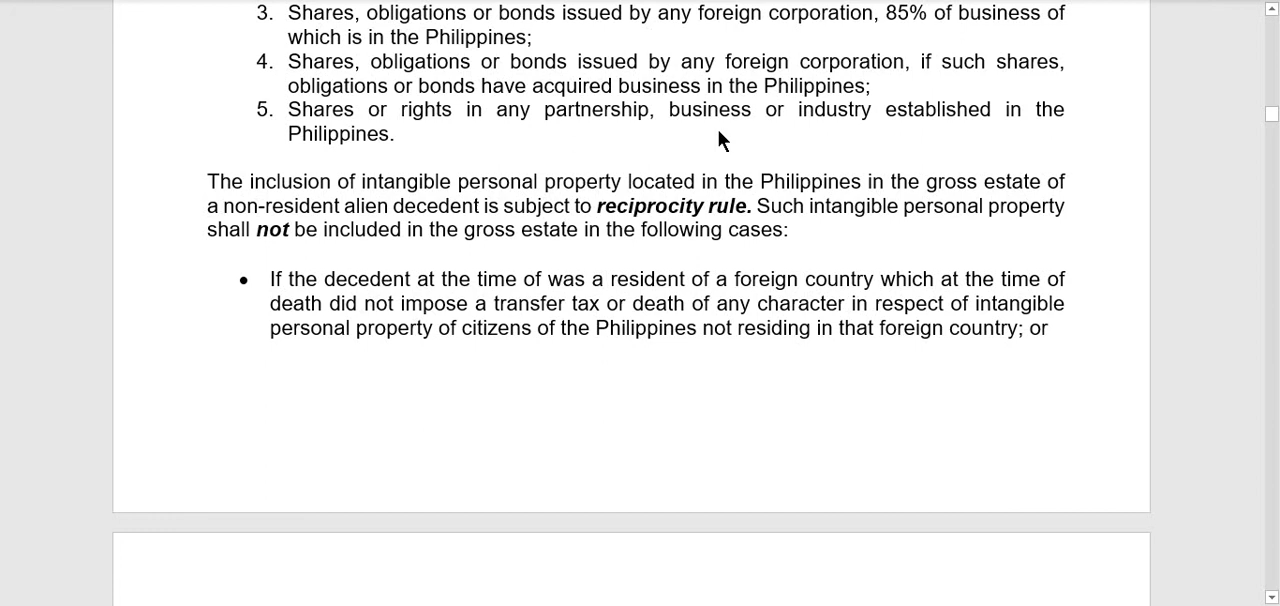 3. Shares, obligations or bonds issued by any foreign corporation, 85% of business of
which is in the Philippines;
4. Shares, obligations or bonds issued by any foreign corporation, if such shares,
obligations or bonds have acquired business in the Philippines;
5. Shares or rights in any partnership, business or industry established in the
Philippines.
The inclusion of intangible personal property located in the Philippines in the gross estate of
a non-resident alien decedent is subject to reciprocity rule. Such intangible personal property
shall not be included in the gross estate in the following cases:
• If the decedent at the time of was a resident of a foreign country which at the time of
death did not impose a transfer tax or death of any character in respect of intangible
personal property of citizens of the Philippines not residing in that foreign country; or